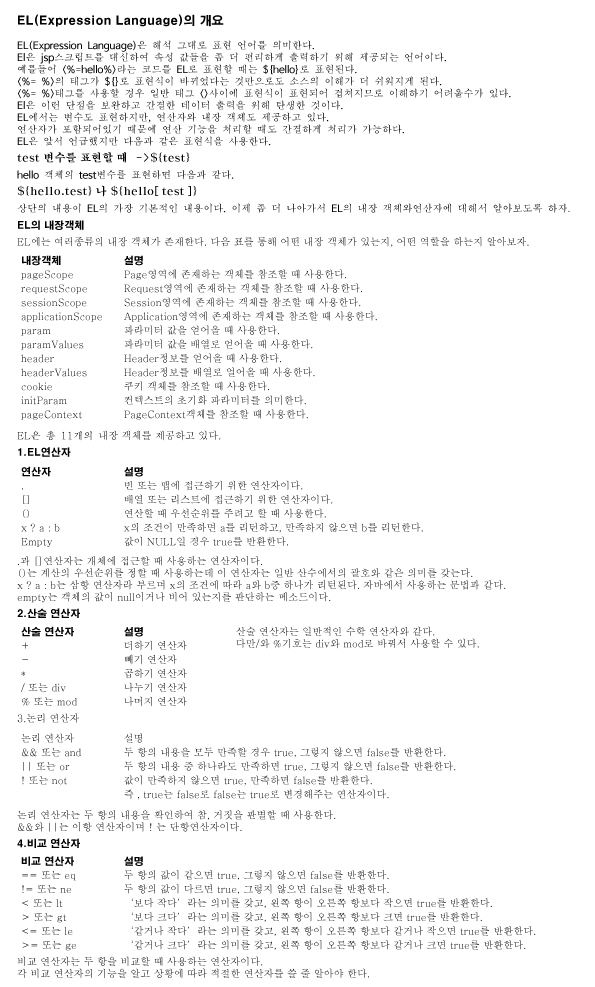 EL(Expression Language)의 개요
EL(Expression Language)은 해석 그대로 표현 언어를 의미한다.
El은 jsp스크립트를 대신하여 속성 값들을 좀 더 편리하게 출력하기 위해 제공되는 언어이다.
예를들어 <%=hello%>라는 코드를 EL로 표현할 때는 ${hello}로 표현된다.
<%= %>의 태그가 ${}로 표현식이 바뀌었다는 것만으로도 소스의 이해가 더 쉬워지게 된다.
<%= %>태그를 사용할 경우 일반 태그 <>사이에 표현식이 표현되어 겹쳐지므로 이해하기 어려울수가 있다.
El은 이런 단점을 보완하고 간결한 데이터 출력을 위해 탄생한 것이다.
EL에서는 변수도 표현하지만, 연산자와 내장 객체도 제공하고 있다.
연산자가 포함되어있기 때문에 연산 기능을 처리할 때도 간결하게 처리가 가능하다.
EL은 앞서 언급했지만 다음과 같은 표현식을 사용한다.
test 변수를 표현할 때 ->${test}
hello 객체의 test변수를 표현하면 다음과 같다.
${hello.test} 나 ${hello[ test ]}
상단의 내용이 EL의 가장 기본적인 내용이다. 이제 좀 더 나아가서 EL의 내장 객체와연산자에 대해서 알아보도록 하자.
EL의 내장객체
EL에는 여러종류의 내장 객체가 존재한다. 다음 표를 통해 어떤 내장 객체가 있는지, 어떤 역할을 하는지 알아보자.
내장객체 설명
pageScope Page영역에 존재하는 객체를 참조할 때 사용한다.
requestScope Request영역에 존재하는 객체를 참조할 때 사용한다.
sessionScope Session영역에 존재하는 객체를 참조할 때 사용한다.
applicationScope Application영역에 존재하는 객체를 참조할 때 사용한다.
param 파라미터 값을 얻어올 때 사용한다.
paramValues 파라미터 값을 배열로 얻어올 때 사용한다.
header Header정보를 얻어올 때 사용한다.
headerValues Header정보를 배열로 얻어올 때 사용한다.
cookie 쿠키 객체를 참조할 때 사용한다.
initParam 컨텍스트의 초기화 파라미터를 의미한다.
pageContext PageContext객체를 참조할 때 사용한다.
EL은 총 11개의 내장 객체를 제공하고 있다.
1.EL연산자
연산자 설명
. 빈 또는 맵에 접근하기 위한 연산자이다.
[] 배열 또는 리스트에 접근하기 위한 연산자이다.
() 연산할 때 우선순위를 주려고 할 때 사용한다.
x ? a : b x의 조건이 만족하면 a를 리턴하고, 만족하지 않으면 b를 리턴한다.
Empty 값이 NULL일 경우 true를 반환한다.
.과 []연산자는 개체에 접근할 때 사용하는 연산자이다.
()는 계산의 우선순위를 정할 때 사용하는데 이 연산자는 일반 산수에서의 괄호와 같은 의미를 갖는다.
x ? a : b는 삼항 연산자라 부르며 x의 조건에 따라 a와 b중 하나가 리턴된다. 자바에서 사용하는 문법과 같다.
empty는 객체의 값이 null이거나 비어 있는지를 판단하는 메소드이다.
2.산술 연산자
산술 연산자 설명 산술 연산자는 일반적인 수학 연산자와 같다.
+ 더하기 연산자 다만/와 %기호는 div와 mod로 바꿔서 사용할 수 있다.
− 빼기 연산자
* 곱하기 연산자
/ 또는 div 나누기 연산자
% 또는 mod 나머지 연산자
3.논리 연산자
논리 연산자 설명
&& 또는 and 두 항의 내용을 모두 만족할 경우 true, 그렇지 않으면 false를 반환한다.
|| 또는 or 두 항의 내용 중 하나라도 만족하면 true, 그렇지 않으면 false를 반환한다.
! 또는 not 값이 만족하지 않으면 true, 만족하면 false를 반환한다.
즉 , true는 false로 false는 true로 변경해주는 연산자이다.
논리 연산자는 두 항의 내용을 확인하여 참, 거짓을 판별할 때 사용한다.
&&와 ||는 이항 연산자이며 ! 는 단항연산자이다.
4.비교 연산자
비교 연산자 설명
== 또는 eq 두 항의 값이 같으면 true, 그렇지 않으면 false를 반환한다.
!= 또는 ne 두 항의 값이 다르면 true, 그렇지 않으면 false를 반환한다.
< 또는 lt ‘보다 작다’ 라는 의미를 갖고, 왼쪽 항이 오른쪽 항보다 작으면 true를 반환한다.
> 또는 gt ‘보다 크다’ 라는 의미를 갖고, 왼쪽 항이 오른쪽 항보다 크면 true를 반환한다.
<= 또는 le ‘같거나 작다’ 라는 의미를 갖고, 왼쪽 항이 오른쪽 항보다 같거나 작으면 true를 반환한다.
>= 또는 ge ‘같거나 크다’ 라는 의미를 갖고, 왼쪽 항이 오른쪽 항보다 같거나 크면 true를 반환한다.
비교 연산자는 두 항을 비교할 때 사용하는 연산자이다.
각 비교 연산자의 기능을 알고 상황에 따라 적절한 연산자를 쓸 줄 알아야 한다.